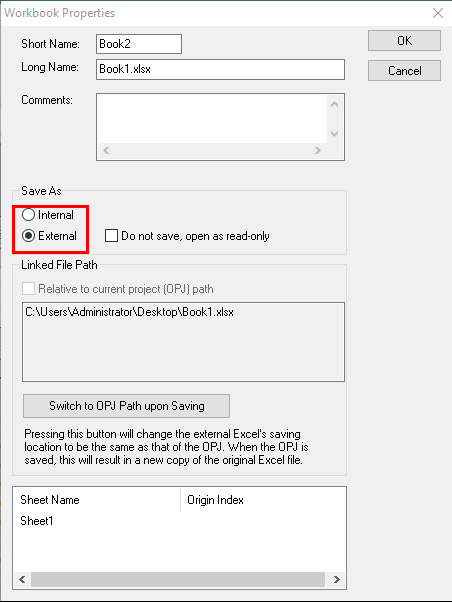 Workbook Properties
Short Name: Book2 OK
Long Name: Book1.xlsx Cancel
Comments:
Save As
Internal
External Do not save, open as read-only
Linked File Path
Relative to current project (OPJ) path
C:\Users\Administrator\Desktop\Book1.xlsx
Switch to OPJ Path upon Saving
Pressing this button will change the external Excel's saving
location to be the same as that of the OPJ. When the OPJ is
saved, this will result in a new copy of the original Excel file.
Sheet Name Origin Index
Sheet1